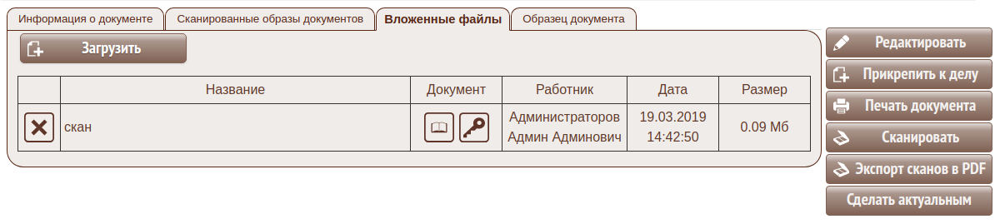 Информация о документе
Сканированные образы документов
Вложенные файлы
Образец документа
Загрузить
Название
Документ
Работник
Дата
Размер
скан
Администраторов
Админ Админович
19.03.2019
14:42:50
0.09 Мб
Редактировать
Прикрепить к делу
Печать документа
Сканировать
Экспорт сканов в PDF
Сделать актуальным